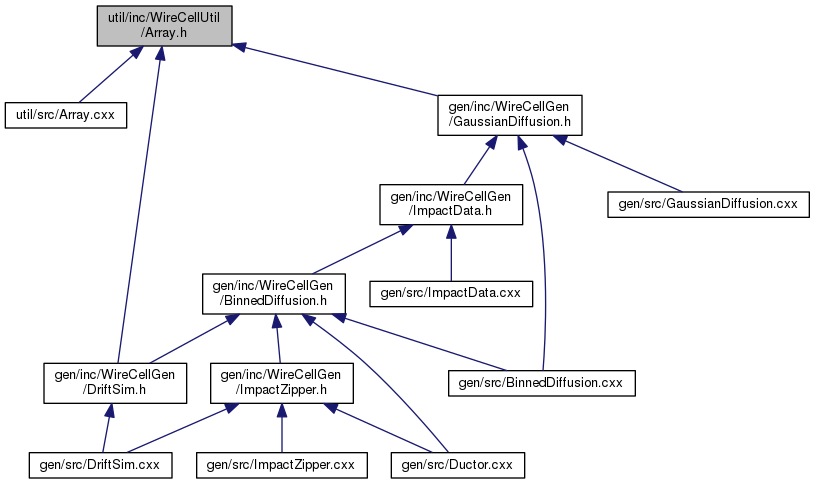 util/inc/WireCellUtil
/Array.h
util/src/Array.cxx
gen/inc/WireCellGen
/GaussianDiffusion.h
gen/inc/WireCellGen
/ImpactData.h
gen/src/GaussianDiffusion.cxx
gen/inc/WireCellGen
/BinnedDiffusion.h
gen/src/ImpactData.cxx
gen/inc/WireCellGen
/DriftSim.h
gen/inc/WireCellGen
/ImpactZipper.h
gen/src/BinnedDiffusion.cxx
gen/src/DriftSim.cxx
gen/src/ImpactZipper.cxx
gen/src/Ductor.cxx